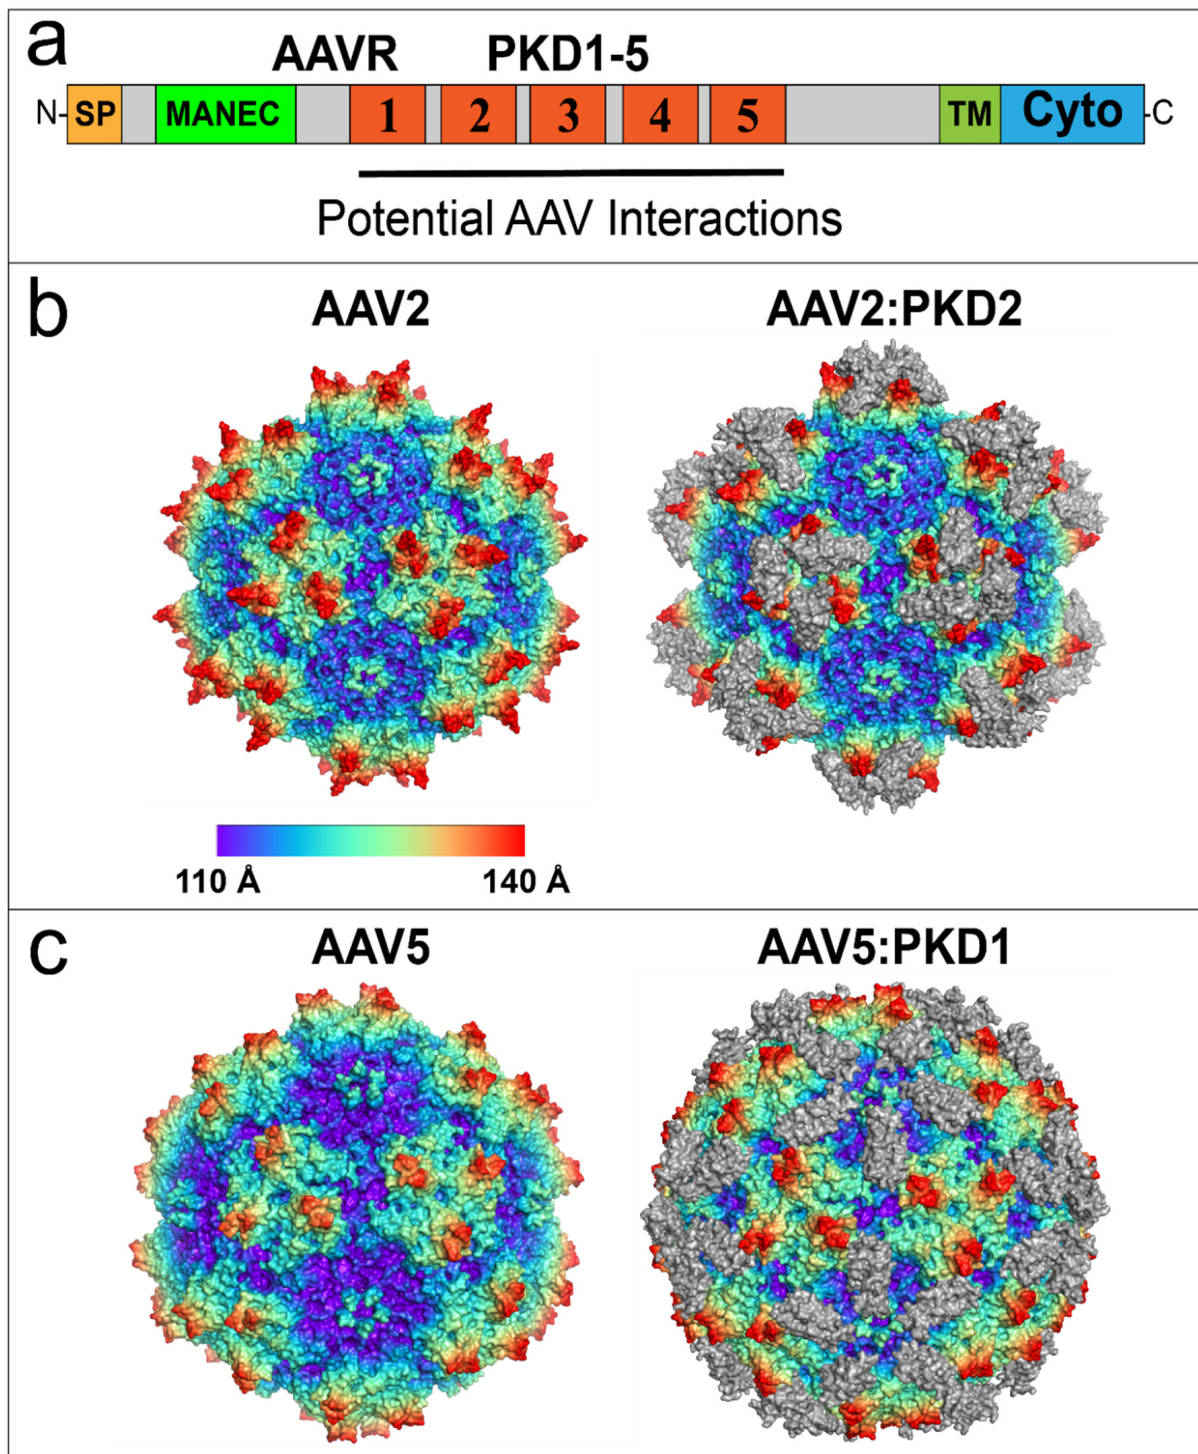 a
AAVR PKD1-5
N- SP MANEC 1 2 3 4 5 TM Cyto -C
Potential AAV Interactions
b
AAV2 AAV2:PKD2
110 Å 140 Å
c
AAV5 AAV5:PKD1